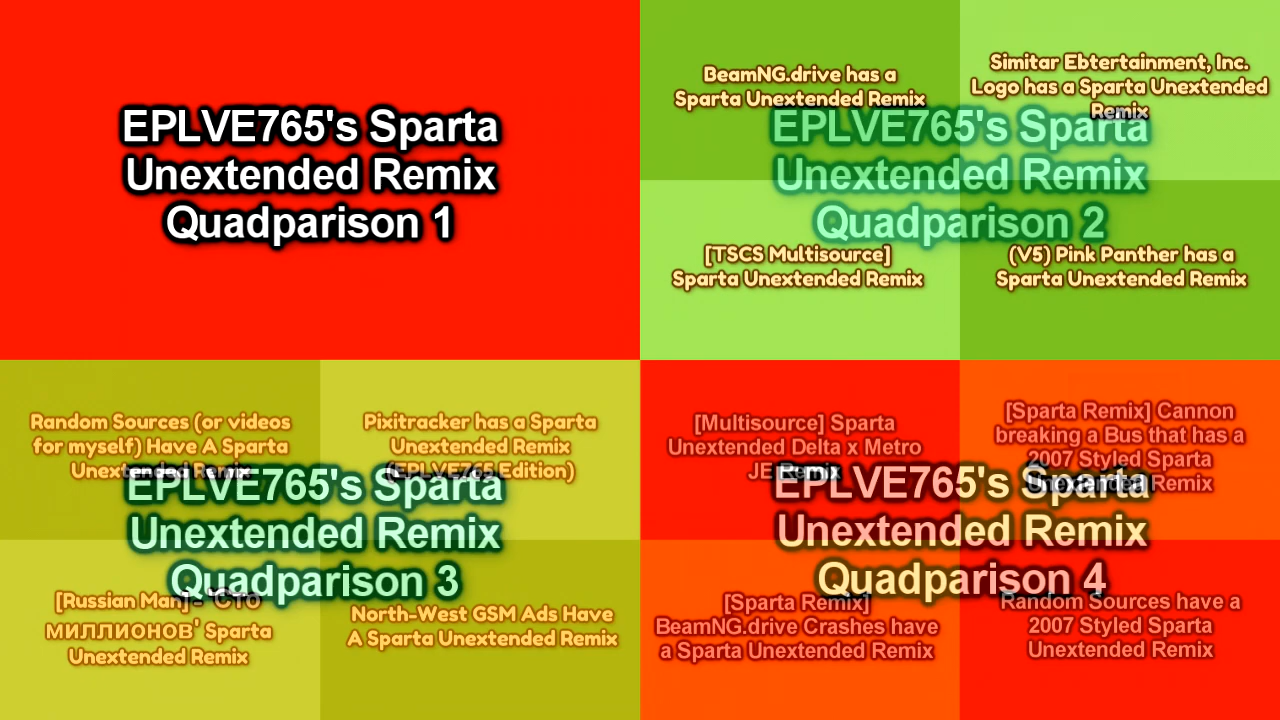 EPLVE765's Sparta
Unextended Remix
Quadparison 1
BeamNG.drive has a
Sparta Unextended Remix
Simitar Ebtertainment, Inc.
Logo has a Sparta Unextended
Remix
EPLVE765's Sparta
Unextended Remix
Quadparison 2
[TSCS Multisource]
Sparta Unextended Remix
(V5) Pink Panther has a
Sparta Unextended Remix
Random Sources (or videos
for myself) Have A Sparta
Unextended Remix
Pixitracker has a Sparta
Unextended Remix
(EPLVE765 Edition)
EPLVE765's Sparta
Unextended Remix
Quadparison 3
[Russian Man] - 'Сто
миллионов' Sparta
Unextended Remix
North-West GSM Ads Have
A Sparta Unextended Remix
[Multisource] Sparta
Unextended Delta x Metro
JE Remix
[Sparta Remix] Cannon
breaking a Bus that has a
2007 Styled Sparta
Unextended Remix
EPLVE765's Sparta
Unextended Remix
Quadparison 4
[Sparta Remix]
BeamNG.drive Crashes have
a Sparta Unextended Remix
Random Sources have a
2007 Styled Sparta
Unextended Remix